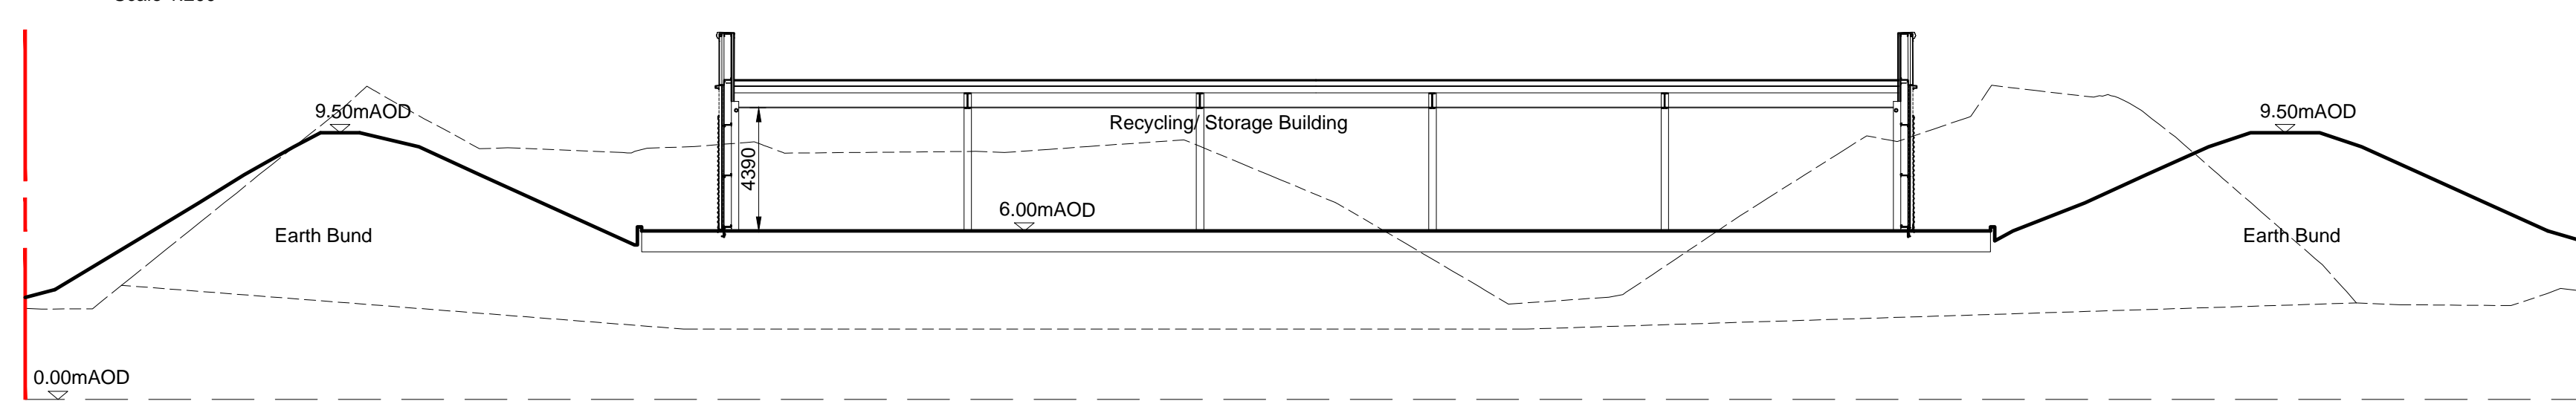 9.50mAOD
9.50mAOD
Recycling/ Storage Building
4390
6.00mAOD
Earth Bund
Earth Bund
0.00mAOD